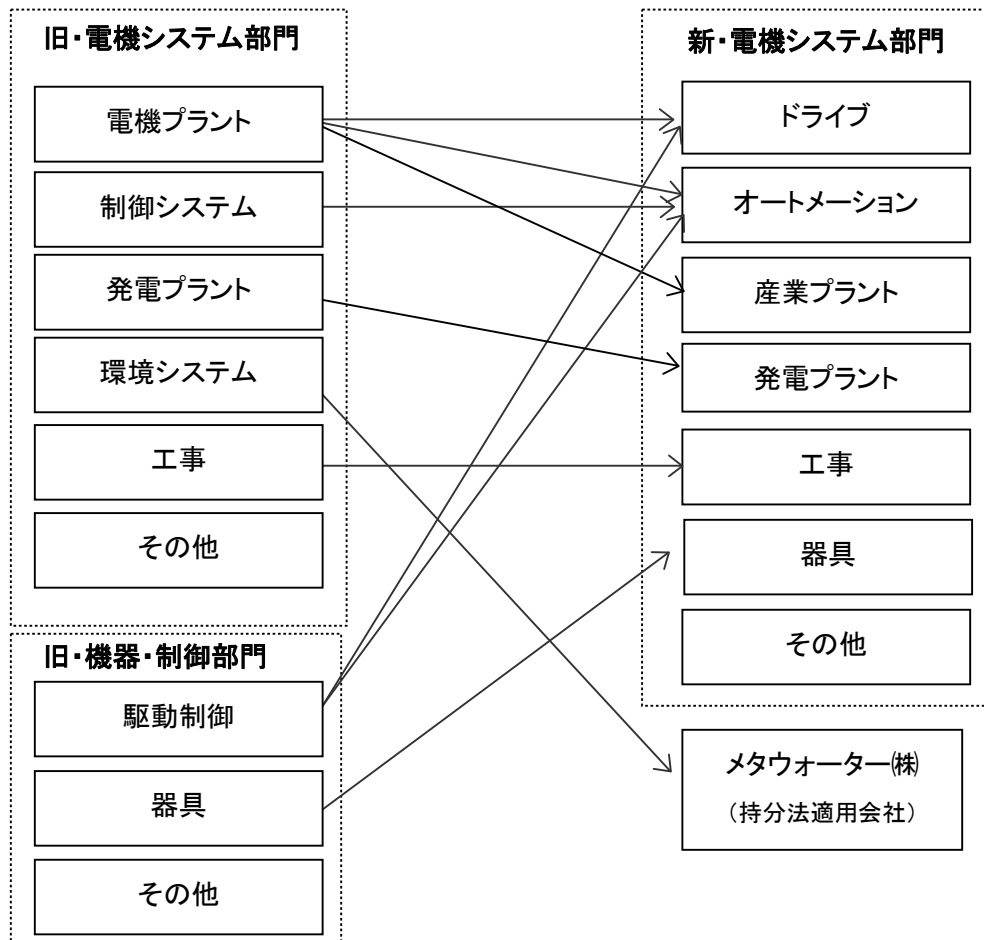 旧・電機システム部門
電機プラント
制御システム
発電プラント
環境システム
工事
その他
旧・機器・制御部門
駆動制御
器具
その他
新・電機システム部門
ドライブ
オートメーション
産業プラント
発電プラント
工事
器具
その他
メタウォーター㈱
（持分法適用会社）